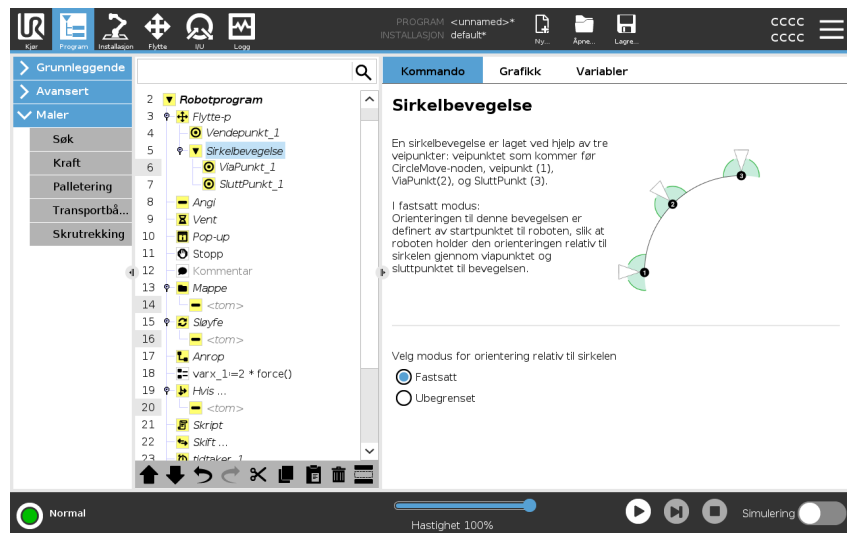 PROGRAM <unnamed>*
INSTALLASJON default*
CCCC
CCCC
Kjør
Program
Installasjon
Flytte
I/U
Logg
Ny...
Åpne...
Lagre...
Grunnleggende
Avansert
Maler
Søk
Kraft
Palletering
Transportbå...
Skrutrekking
2 Robotprogram
3 Flytte-p
4 Vendepunkt_1
5 Sirkelbevegelse
6 ViaPunkt_1
7 SluttPunkt_1
8 Angi
9 Vent
10 Pop-up
11 Stopp
12 Kommentar
13 Mappe
14 <tom>
15 Sløyfe
16 <tom>
17 Anrop
18 varx_1≔2 * force()
19 Hvis ...
20 <tom>
21 Skript
22 Skift ...
23 tidtaker_1
Kommando
Grafikk
Variabler
Sirkelbevegelse
En sirkelbevegelse er laget ved hjelp av tre
veipunkter: veipunktet som kommer før
CircleMove-noden, veipunkt (1),
ViaPunkt(2), og SluttPunkt (3).
I fastsatt modus:
Orienteringen til denne bevegelsen er
definert av startpunktet til roboten, slik at
roboten holder den orienteringen relativ til
sirkelen gjennom viapunktet og
sluttpunktet til bevegelsen.
3
2
1
Velg modus for orientering relativ til sirkelen
Fastsatt
Ubegrenset
Normal
Hastighet 100%
Simulering